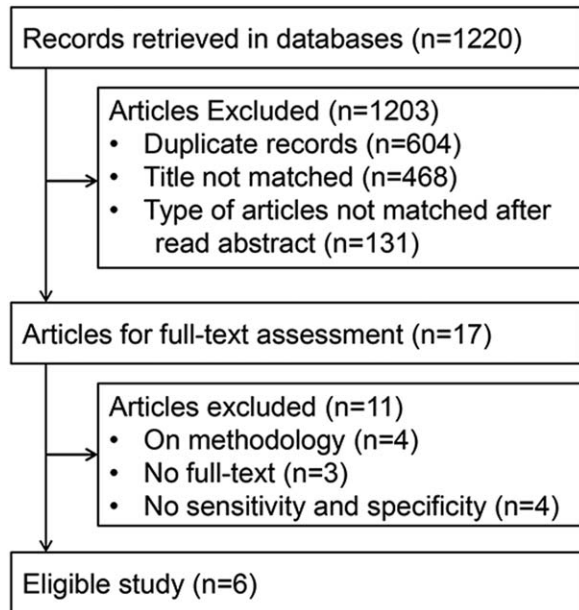 Records retrieved in databases (n=1220)
Articles Excluded (n=1203)
• Duplicate records (n=604)
• Title not matched (n=468)
• Type of articles not matched after
read abstract (n=131)
Articles for full-text assessment (n=17)
Articles excluded (n=11)
• On methodology (n=4)
• No full-text (n=3)
• No sensitivity and specificity (n=4)
Eligible study (n=6)